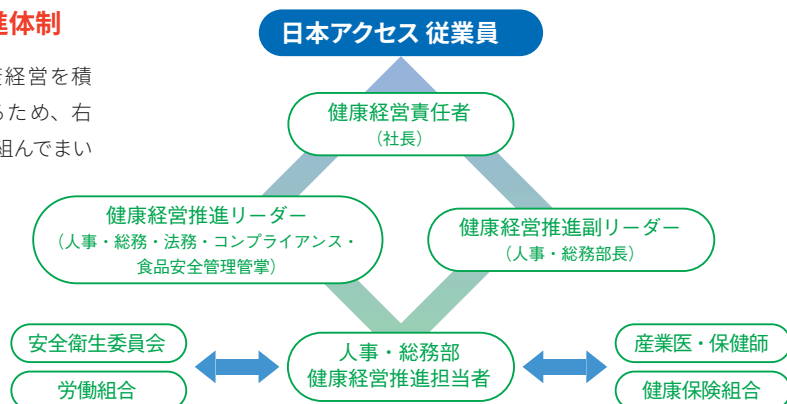 進体制
日本アクセス 従業員
経営を積
るため、右
組んでまい
健康経営責任者
（社長）
健康経営推進リーダー
（人事・総務・法務・コンプライアンス・
食品安全管理管掌）
健康経営推進副リーダー
（人事・総務部長）
安全衛生委員会
労働組合
人事・総務部
健康経営推進担当者
産業医・保健師
健康保険組合